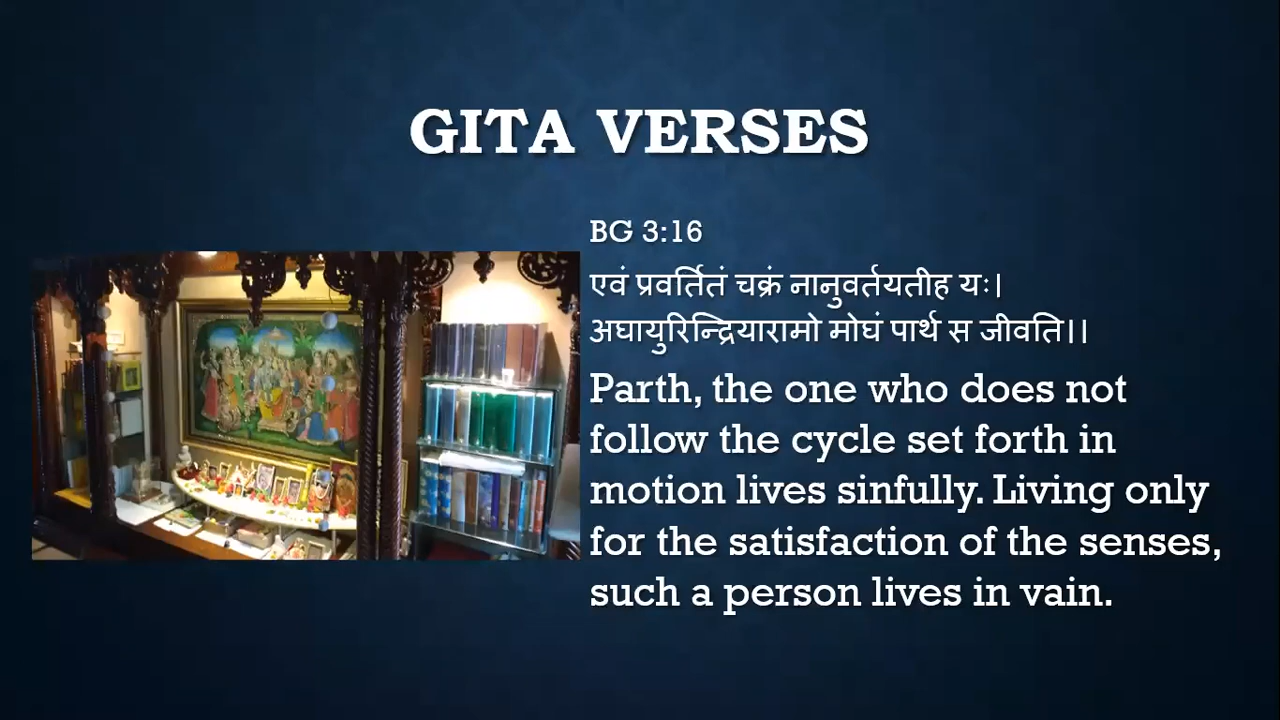 GITA VERSES
BG 3:16
एवं प्रवर्तितं चक्रं नानुवर्तयतीह यः।
अघायुरिन्द्रियारामो मोघं पार्थ स जीवति।।
Parth, the one who does not
follow the cycle set forth in
motion lives sinfully. Living only
for the satisfaction of the senses,
such a person lives in vain.